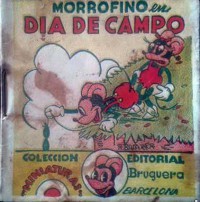 MORROFINO en
DIA DE CAMPO
COLECCION
MINIATURAS
EDITORIAL
Bruguera
BARCELONA